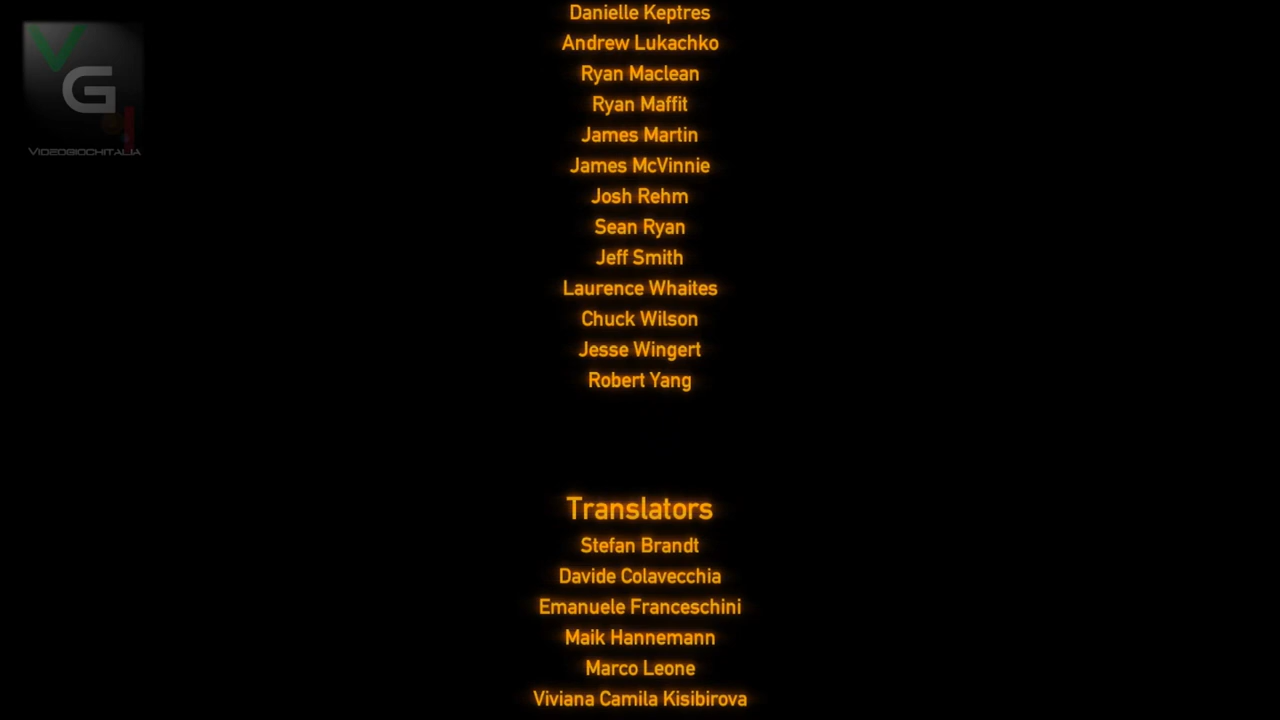 Danielle Keptres
Andrew Lukachko
Ryan Maclean
Ryan Maffit
James Martin
James McVinnie
Josh Rehm
Sean Ryan
Jeff Smith
Laurence Whaites
Chuck Wilson
Jesse Wingert
Robert Yang
Translators
Stefan Brandt
Davide Colavecchia
Emanuele Franceschini
Maik Hannemann
Marco Leone
Viviana Camila Kisibirova
VG
VIDEOGIOCHITALIA